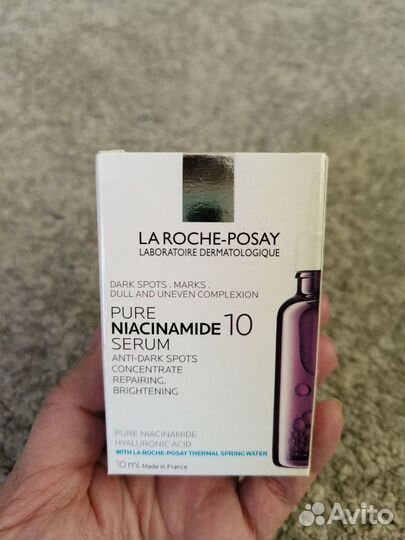 LA ROCHE-POSAY
LABORATOIRE DERMATOLOGIQUE
DARK SPOTS . MARKS .
DULL AND UNEVEN COMPLEXION
PURE
NIACINAMIDE 10
SERUM
ANTI-DARK SPOTS
CONCENTRATE
REPAIRING,
BRIGHTENING
PURE NIACINAMIDE
HYALURONIC ACID
WITH LA ROCHE-POSAY THERMAL SPRING WATER
10 ml Made in France
Avito